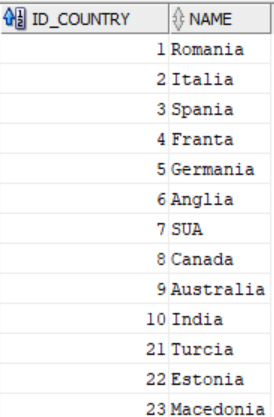 ID_COUNTRY NAME
1 Romania
2 Italia
3 Spania
4 Franta
5 Germania
6 Anglia
7 SUA
8 Canada
9 Australia
10 India
21 Turcia
22 Estonia
23 Macedonia